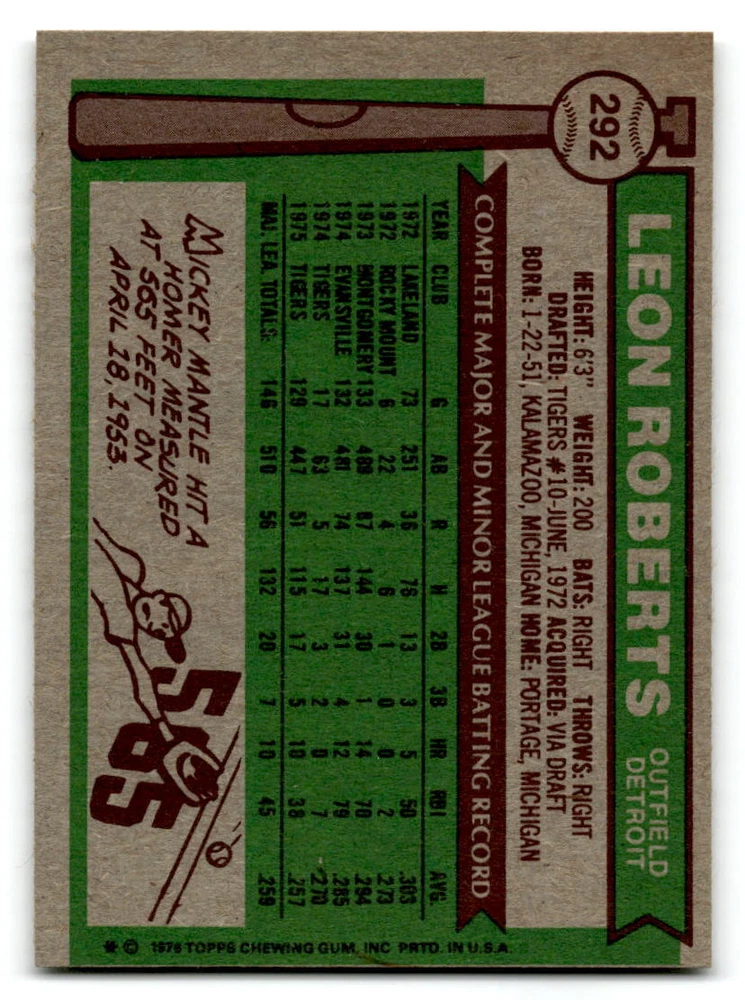 292
LEON ROBERTS
OUTFIELD
DETROIT
HEIGHT: 6'3" WEIGHT: 200 BATS: RIGHT THROWS: RIGHT
DRAFTED: TIGERS #10-JUNE, 1972 ACQUIRED: VIA DRAFT
BORN: 1-22-51, KALAMAZOO, MICHIGAN HOME: PORTAGE, MICHIGAN
COMPLETE MAJOR AND MINOR LEAGUE BATTING RECORD
YEAR CLUB G AB R H 2B 3B HR RBI AVG.
1972 LAKELAND 73 251 36 76 13 3 5 50 .303
1972 ROCKY MOUNT 6 22 4 6 1 0 0 2 .273
1973 MONTGOMERY 133 489 87 144 30 1 14 70 .294
1974 EVANSVILLE 132 481 74 137 31 4 12 79 .285
1974 TIGERS 17 63 5 17 3 2 0 7 .270
1975 TIGERS 129 447 51 115 17 5 10 38 .257
MAJ. LEA. TOTALS 146 510 56 132 20 7 10 45 .259
MICKEY MANTLE HIT A
HOMER MEASURED
AT 565 FEET ON
APRIL 18, 1953.
565
* © 1976 TOPPS CHEWING GUM, INC PRTD. IN U.S.A.